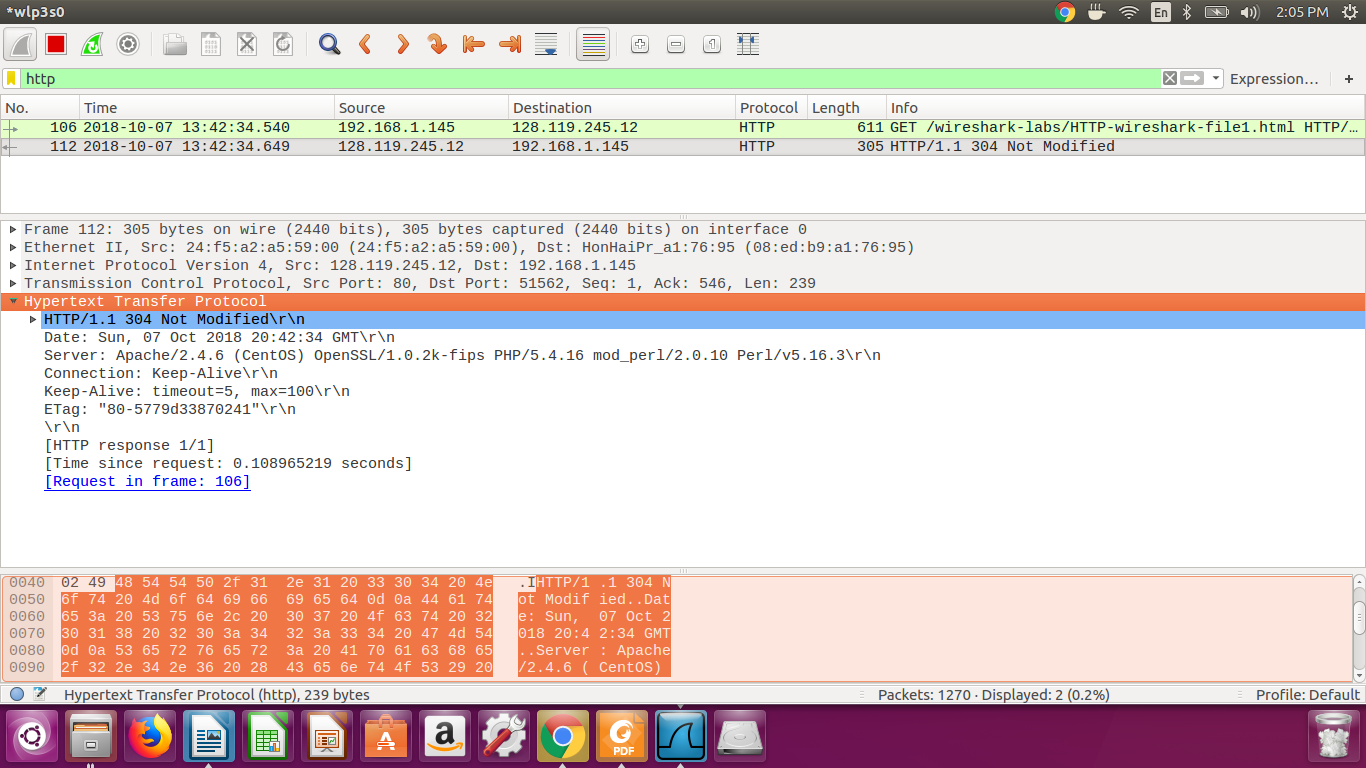 *wlp3s0
En
2:05 PM
http
Expression…
+
No. Time Source Destination Protocol Length Info
106 2018-10-07 13:42:34.540 192.168.1.145 128.119.245.12 HTTP 611 GET /wireshark-labs/HTTP-wireshark-file1.html HTTP/…
112 2018-10-07 13:42:34.649 128.119.245.12 192.168.1.145 HTTP 305 HTTP/1.1 304 Not Modified
Frame 112: 305 bytes on wire (2440 bits), 305 bytes captured (2440 bits) on interface 0
Ethernet II, Src: 24:f5:a2:a5:59:00 (24:f5:a2:a5:59:00), Dst: HonHaiPr_a1:76:95 (08:ed:b9:a1:76:95)
Internet Protocol Version 4, Src: 128.119.245.12, Dst: 192.168.1.145
Transmission Control Protocol, Src Port: 80, Dst Port: 51562, Seq: 1, Ack: 546, Len: 239
Hypertext Transfer Protocol
HTTP/1.1 304 Not Modified\r\n
Date: Sun, 07 Oct 2018 20:42:34 GMT\r\n
Server: Apache/2.4.6 (CentOS) OpenSSL/1.0.2k-fips PHP/5.4.16 mod_perl/2.0.10 Perl/v5.16.3\r\n
Connection: Keep-Alive\r\n
Keep-Alive: timeout=5, max=100\r\n
ETag: "80-5779d33870241"\r\n
\r\n
[HTTP response 1/1]
[Time since request: 0.108965219 seconds]
[Request in frame: 106]
0040 02 49 48 54 54 50 2f 31 2e 31 20 33 30 34 20 4e .IHTTP/1 .1 304 N
0050 6f 74 20 4d 6f 64 69 66 69 65 64 0d 0a 44 61 74 ot Modif ied..Dat
0060 65 3a 20 53 75 6e 2c 20 30 37 20 4f 63 74 20 32 e: Sun, 07 Oct 2
0070 30 31 38 20 32 30 3a 34 32 3a 33 34 20 47 4d 54 018 20:4 2:34 GMT
0080 0d 0a 53 65 72 76 65 72 3a 20 41 70 61 63 68 65 ..Server : Apache
0090 2f 32 2e 34 2e 36 20 28 43 65 6e 74 4f 53 29 20 /2.4.6 ( CentOS)
Hypertext Transfer Protocol (http), 239 bytes
Packets: 1270 · Displayed: 2 (0.2%)
Profile: Default
A
a
PDF